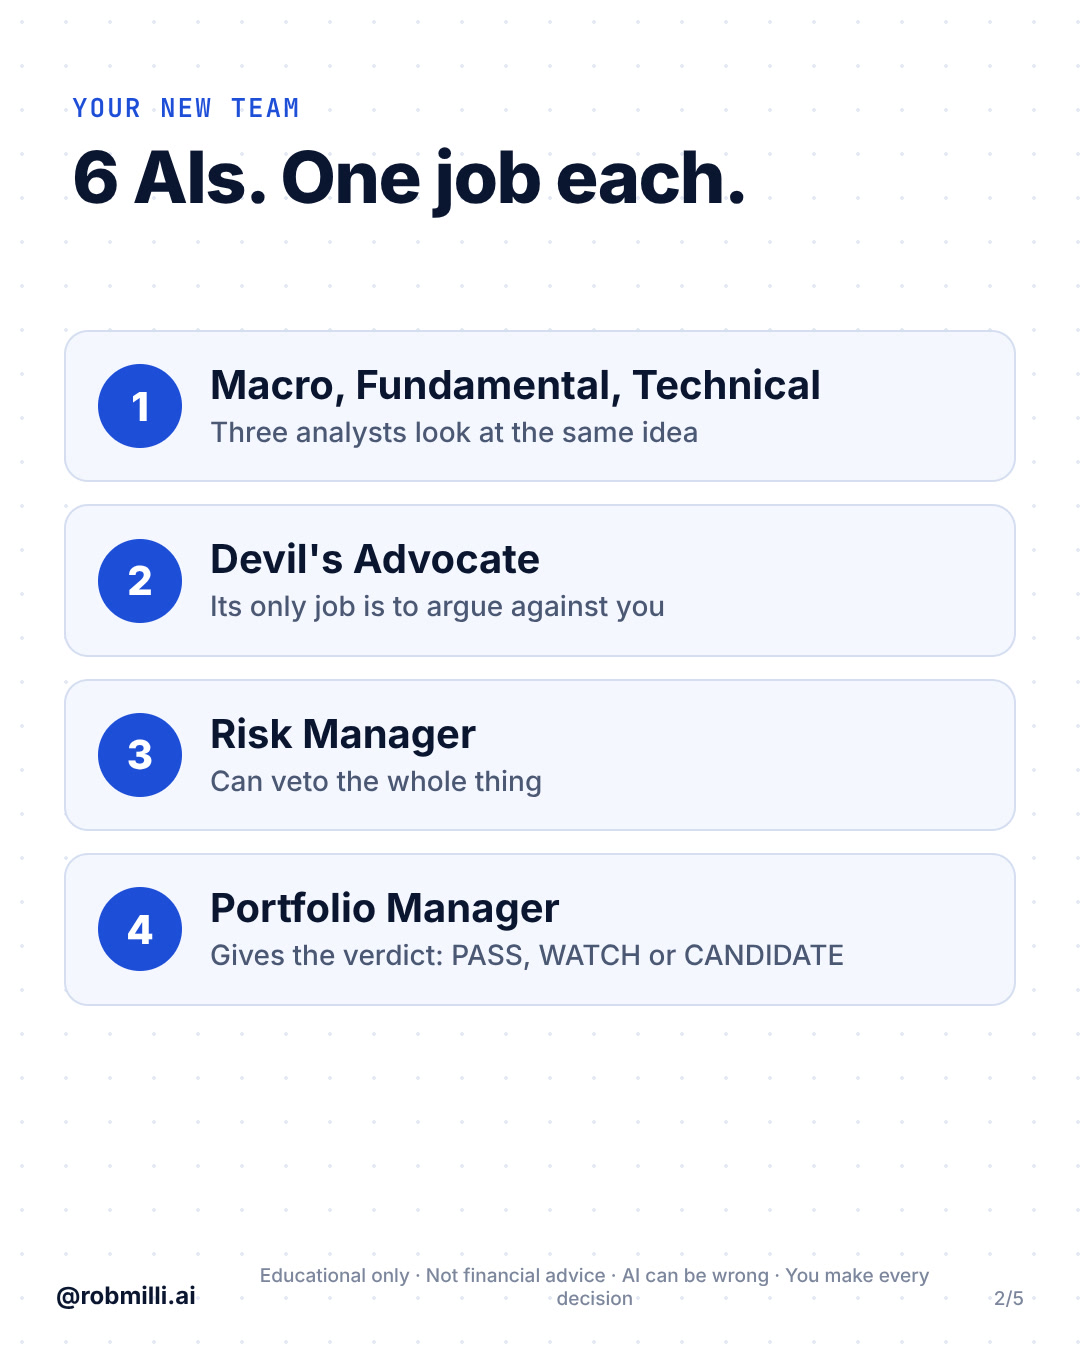 YOUR NEW TEAM
6 AIs. One job each.
1
Macro, Fundamental, Technical
Three analysts look at the same idea
2
Devil's Advocate
Its only job is to argue against you
3
Risk Manager
Can veto the whole thing
4
Portfolio Manager
Gives the verdict: PASS, WATCH or CANDIDATE
@robmilli.ai
Educational only · Not financial advice · AI can be wrong · You make every
decision
2/5